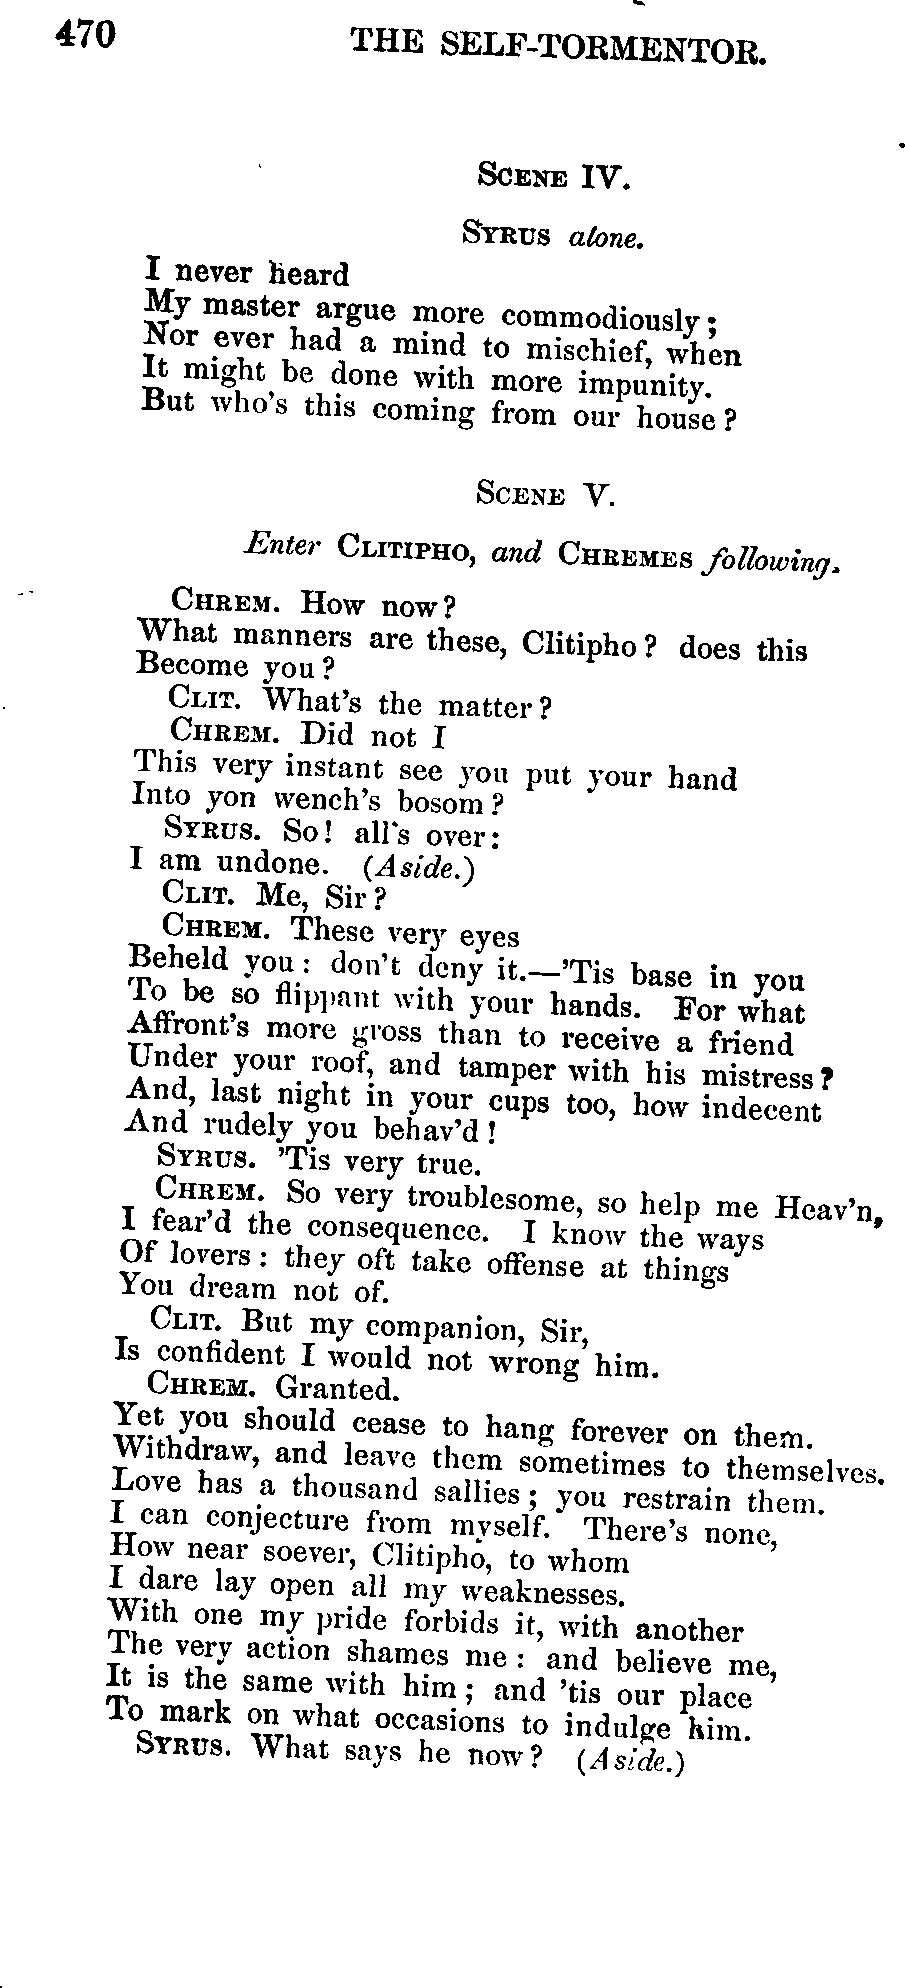 470
THE SELF-TORMENTOR.
SCENE IV.
SYRUS alone.
I never heard
My master argue more commodiously;
Nor ever had a mind to mischief, when
It might be done with more impunity.
But who's this coming from our house?
SCENE V.
Enter CLITIPHO, and CHREMES following.
CHREM. How now?
What manners are these, Clitipho? does this
Become you?
CLIT. What's the matter?
CHREM. Did not I
This very instant see you put your hand
Into yon wench's bosom?
SYRUS. So! all's over:
I am undone. (Aside.)
CLIT. Me, Sir?
CHREM. These very eyes
Beheld you: don't deny it.—'Tis base in you
To be so flippant with your hands. For what
Affront's more gross than to receive a friend
Under your roof, and tamper with his mistress?
And, last night in your cups too, how indecent
And rudely you behav'd!
SYRUS. 'Tis very true.
CHREM. So very troublesome, so help me Heav'n,
I fear'd the consequence. I know the ways
Of lovers: they oft take offense at things
You dream not of.
CLIT. But my companion, Sir,
Is confident I would not wrong him.
CHREM. Granted.
Yet you should cease to hang forever on them.
Withdraw, and leave them sometimes to themselves.
Love has a thousand sallies; you restrain them.
I can conjecture from myself. There's none,
How near soever, Clitipho, to whom
I dare lay open all my weaknesses.
With one my pride forbids it, with another
The very action shames me: and believe me,
It is the same with him; and 'tis our place
To mark on what occasions to indulge him.
SYRUS. What says he now? (Aside.)